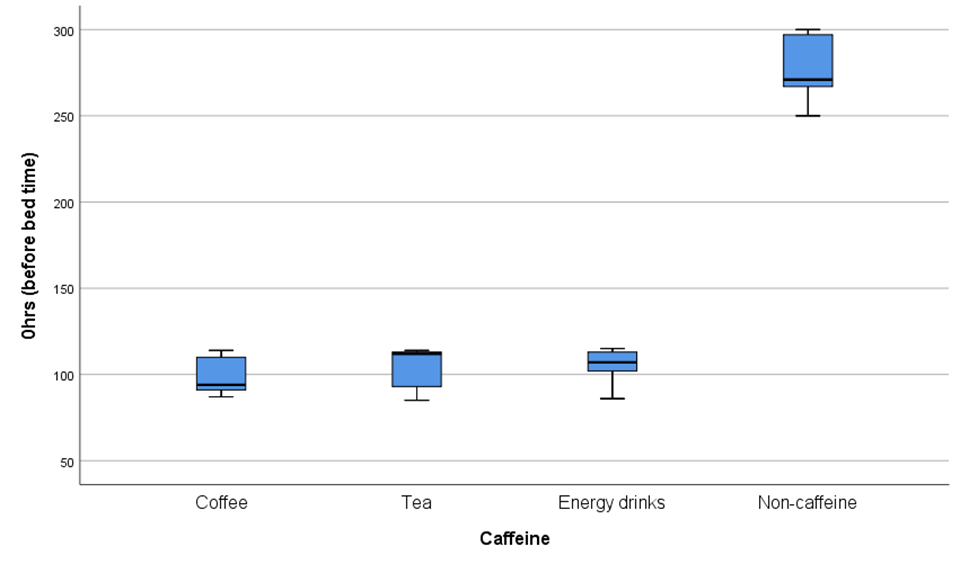 0hrs (before bed time)
300
250
200
150
100
50
Coffee
Tea
Energy drinks
Non-caffeine
Caffeine